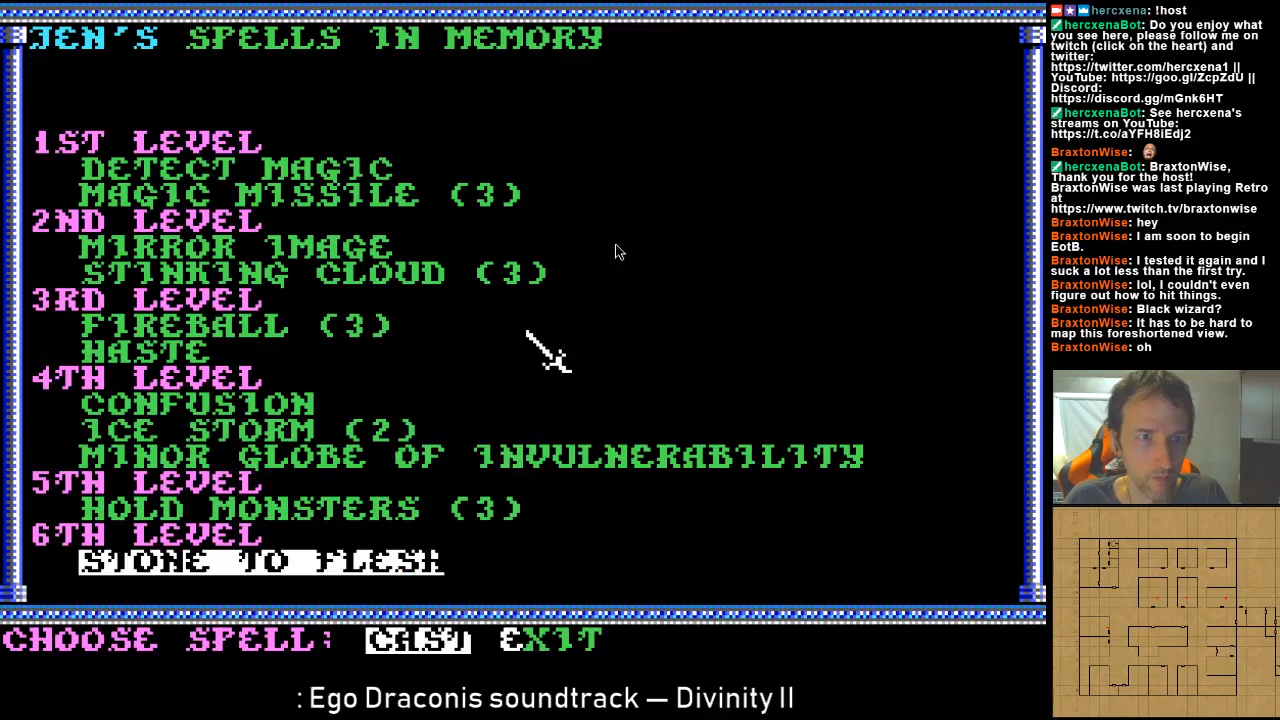 JEN'S SPELLS IN MEMORY
1ST LEVEL
DETECT MAGIC
MAGIC MISSILE (3)
2ND LEVEL
MIRROR IMAGE
STINKING CLOUD (3)
3RD LEVEL
FIREBALL (3)
HASTE
4TH LEVEL
CONFUSION
ICE STORM (2)
MINOR GLOBE OF INVULNERABILITY
5TH LEVEL
HOLD MONSTERS (3)
6TH LEVEL
STONE TO FLESH
CHOOSE SPELL: CAST EXIT
: Ego Draconis soundtrack — Divinity II
hercxena: !host
hercxenaBot: Do you enjoy what
you see here, please follow me on
twitch (click on the heart) and
twitter:
https://twitter.com/hercxena1 ||
YouTube: https://goo.gl/ZcpZdU ||
Discord:
https://discord.gg/mGnk6HT
hercxenaBot: See hercxena's
streams on YouTube:
https://t.co/aYFH8iEdj2
BraxtonWise:
hercxenaBot: BraxtonWise,
Thank you for the host!
BraxtonWise was last playing Retro
at
https://www.twitch.tv/braxtonwise
BraxtonWise: hey
BraxtonWise: I am soon to begin
EotB.
BraxtonWise: I tested it again and I
suck a lot less than the first try.
BraxtonWise: lol, I couldn't even
figure out how to hit things.
BraxtonWise: Black wizard?
BraxtonWise: It has to be hard to
map this foreshortened view.
BraxtonWise: oh